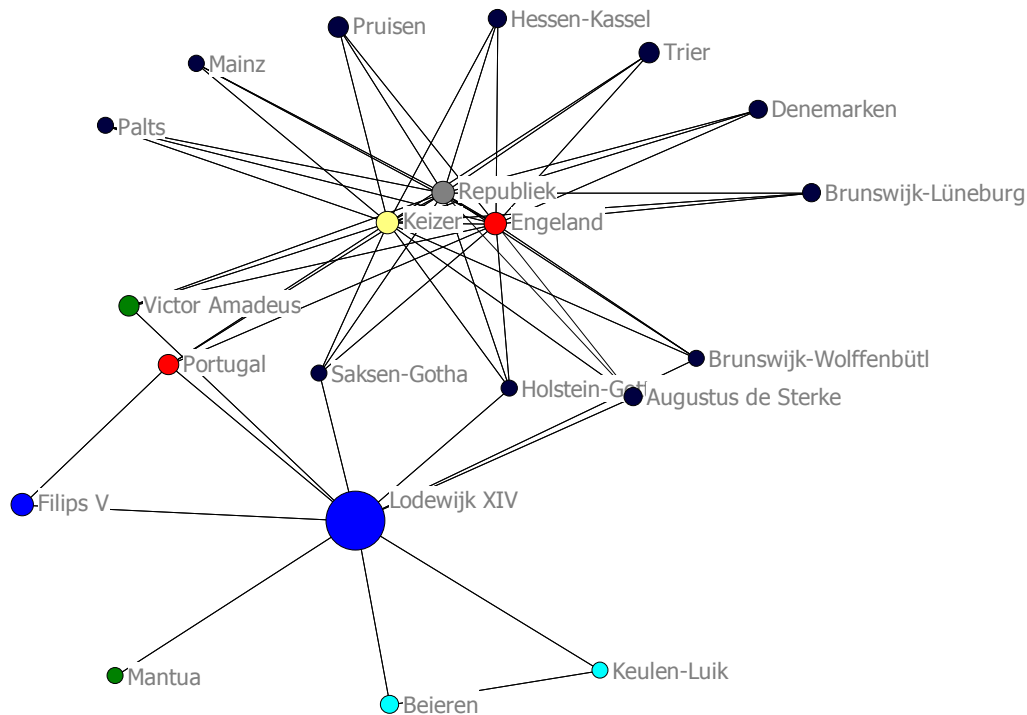 Hessen-Kassel
Pruisen
Trier
Mainz
Denemarken
Palts
Republiek
Brunswijk-Lüneburg
Keizer
Engeland
Victor Amadeus
Brunswijk-Wolffenbütl
Portugal
Saksen-Gotha
Augustus de Sterke
Lodewijk XIV
Filips V
Keulen-Luik
Mantua
Beieren